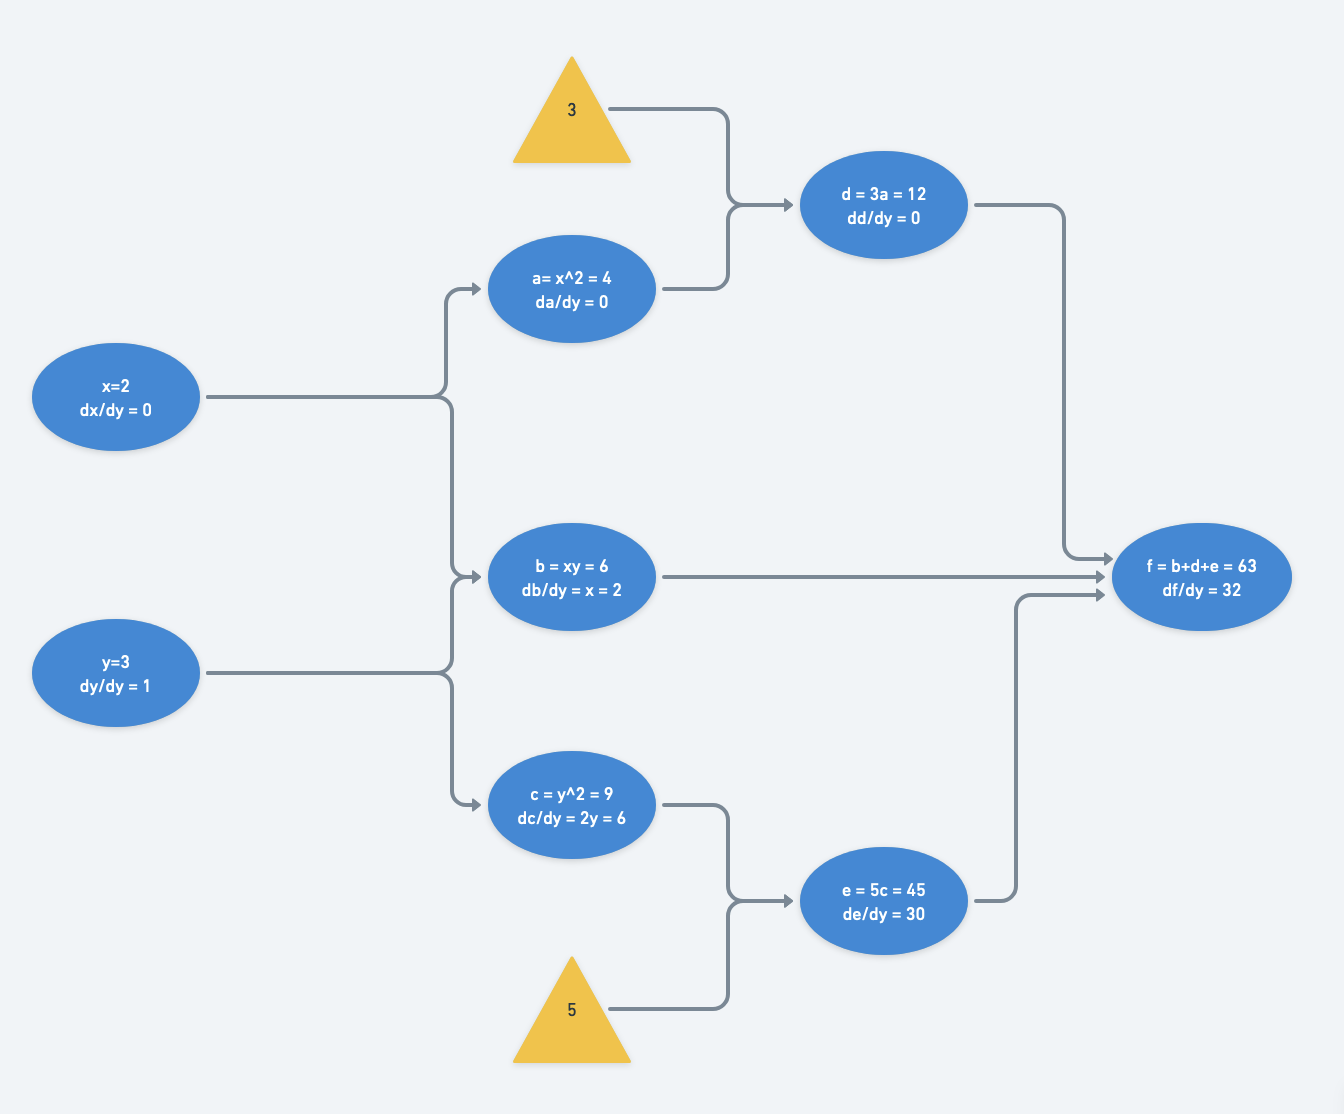 3
d = 3a = 12
dd/dy = 0
a= x^2 = 4
da/dy = 0
x=2
dx/dy = 0
b = xy = 6
db/dy = x = 2
f = b+d+e = 63
df/dy = 32
y=3
dy/dy = 1
c = y^2 = 9
dc/dy = 2y = 6
e = 5c = 45
de/dy = 30
5